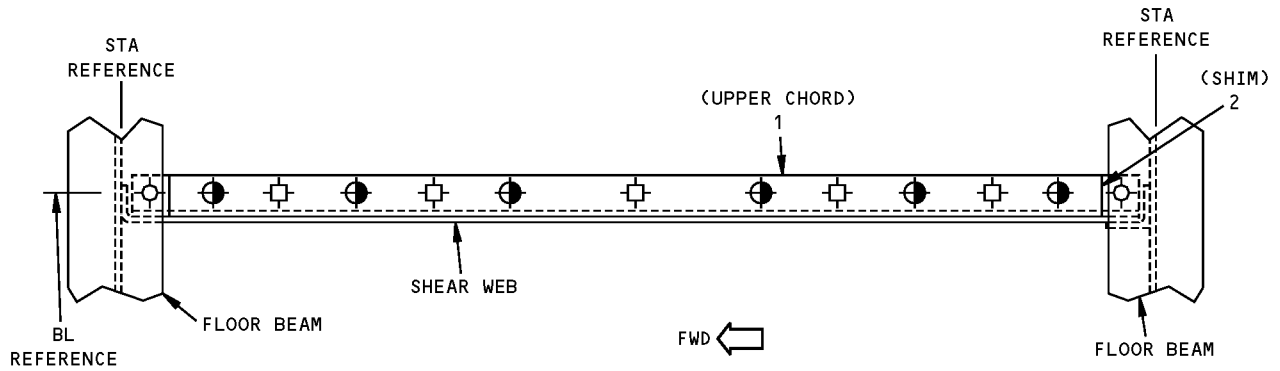 STA
REFERENCE
STA
REFERENCE
(SHIM)
2
(UPPER CHORD)
1
SHEAR WEB
FLOOR BEAM
BL
REFERENCE
FWD
FLOOR BEAM